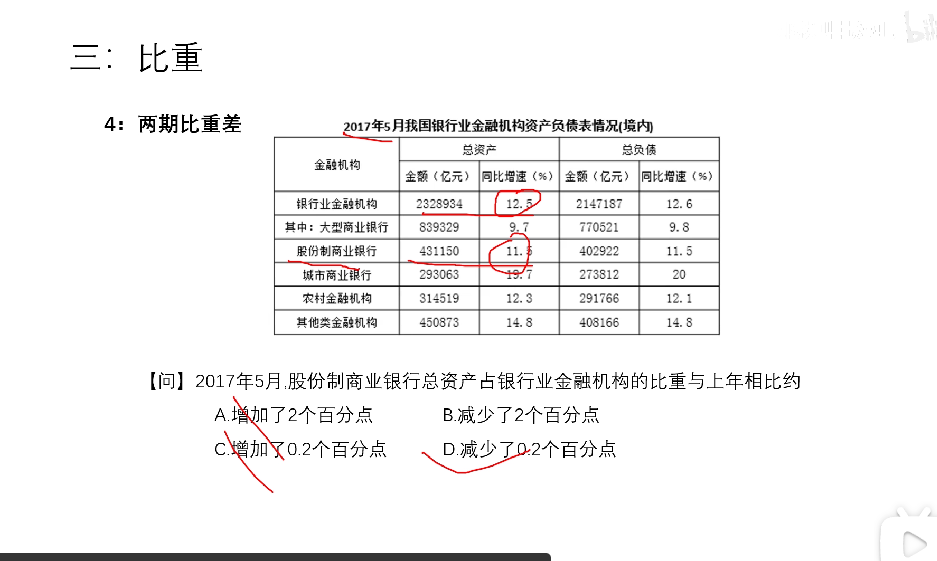 三：比重
4：两期比重差
2017年5月我国银行业金融机构资产负债表情况(境内)
金融机构 总资产 总负债
金额（亿元） 同比增速（%） 金额（亿元） 同比增速（%）
银行业金融机构 2328934 12.5 2147187 12.6
其中：大型商业银行 839329 9.7 770521 9.8
股份制商业银行 431150 11.5 402922 11.5
城市商业银行 293063 19.7 273812 20
农村金融机构 314519 12.3 291766 12.1
其他类金融机构 450873 14.8 408166 14.8
【问】2017年5月,股份制商业银行总资产占银行业金融机构的比重与上年相比约
A.增加了2个百分点 B.减少了2个百分点
C.增加了0.2个百分点 D.减少了0.2个百分点